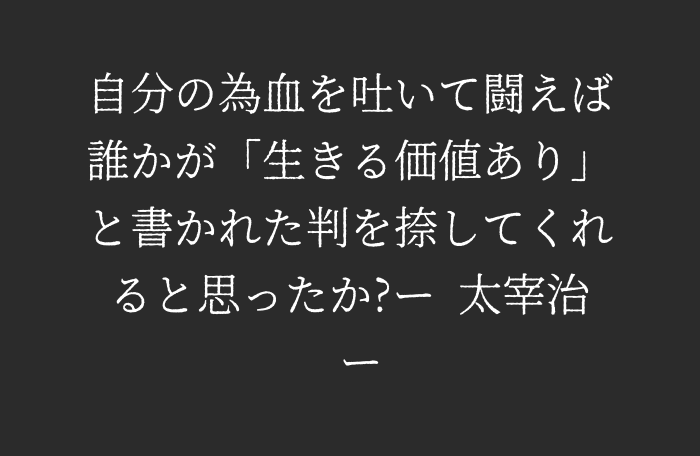 自分の為血を吐いて闘えば
誰かが「生きる価値あり」
と書かれた判を捺してくれ
ると思ったか?ー 太宰治
ー